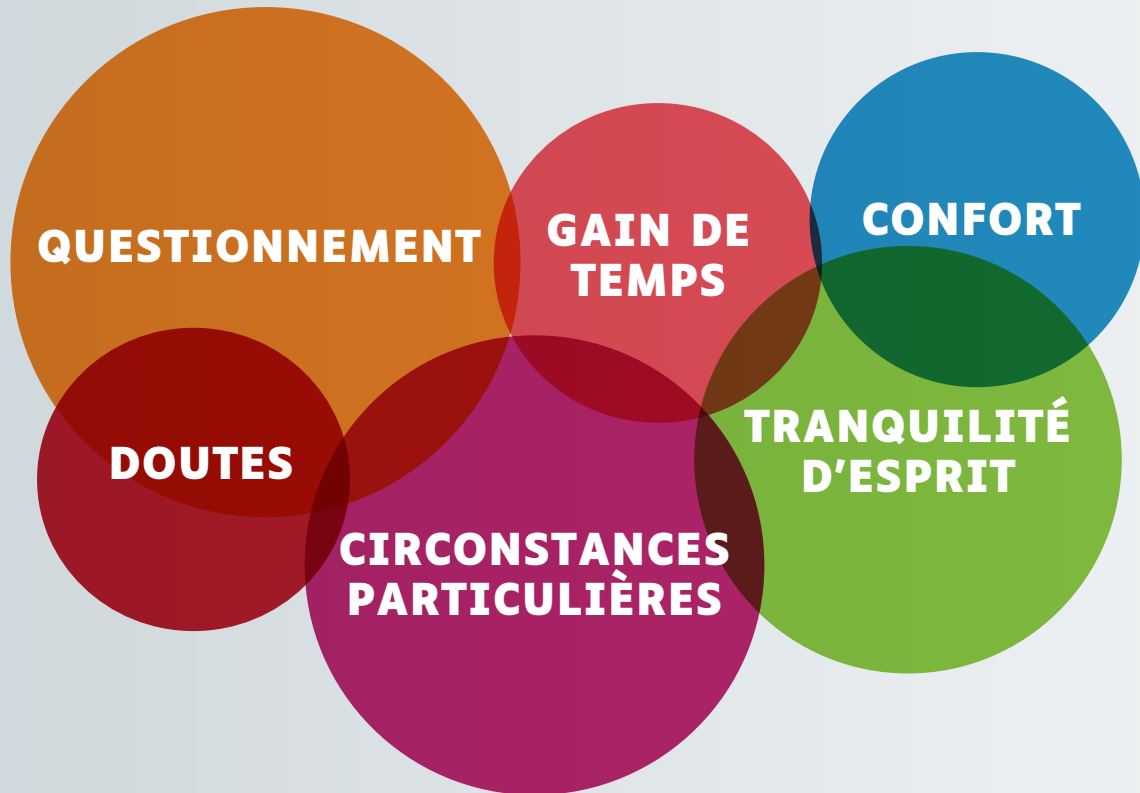 QUESTIONNEMENT
GAIN DE
TEMPS
CONFORT
DOUTES
TRANQUILITÉ
D'ESPRIT
CIRCONSTANCES
PARTICULIÈRES